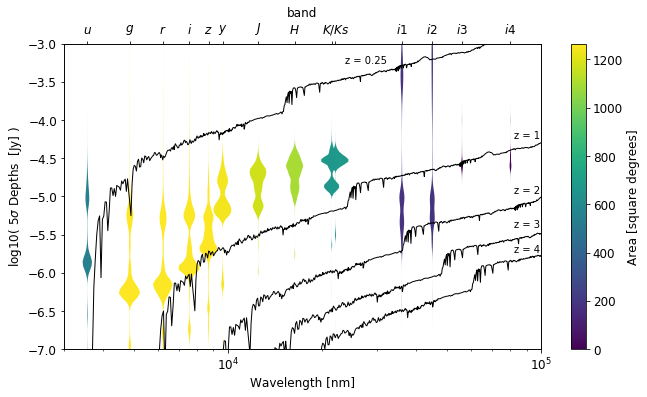 band
u g r i z y J H K/Ks i1 i2 i3 i4
−3.0
−3.5
−4.0
−4.5
−5.0
−5.5
−6.0
−6.5
−7.0
log10( 5σ Depths [Jy] )
z = 0.25
z = 1
z = 2
z = 3
z = 4
10⁴ 10⁵
Wavelength [nm]
1200
1000
800
600
400
200
0
Area [square degrees]